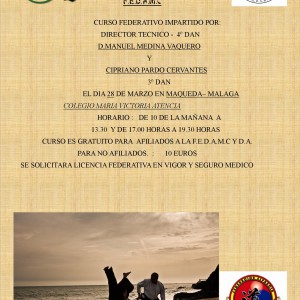 F.E.D.A.M.C
CURSO FEDERATIVO IMPARTIDO POR:
DIRECTOR TECNICO - 4º DAN
D.MANUEL MEDINA VAQUERO
Y
CIPRIANO PARDO CERVANTES
3º DAN
EL DIA 28 DE MARZO EN MAQUEDA– MALAGA
COLEGIO MARIA VICTORIA ATENCIA
HORARIO : DE 10 DE LA MAÑANA A
13.30 Y DE 17.00 HORAS A 19.30 HORAS
CURSO ES GRATUITO PARA AFILIADOS A LA F.E.D.A.M.C Y D.A.
PARA NO AFILIADOS. : 10 EUROS
SE SOLICITARA LICENCIA FEDERATIVA EN VIGOR Y SEGURO MEDICO